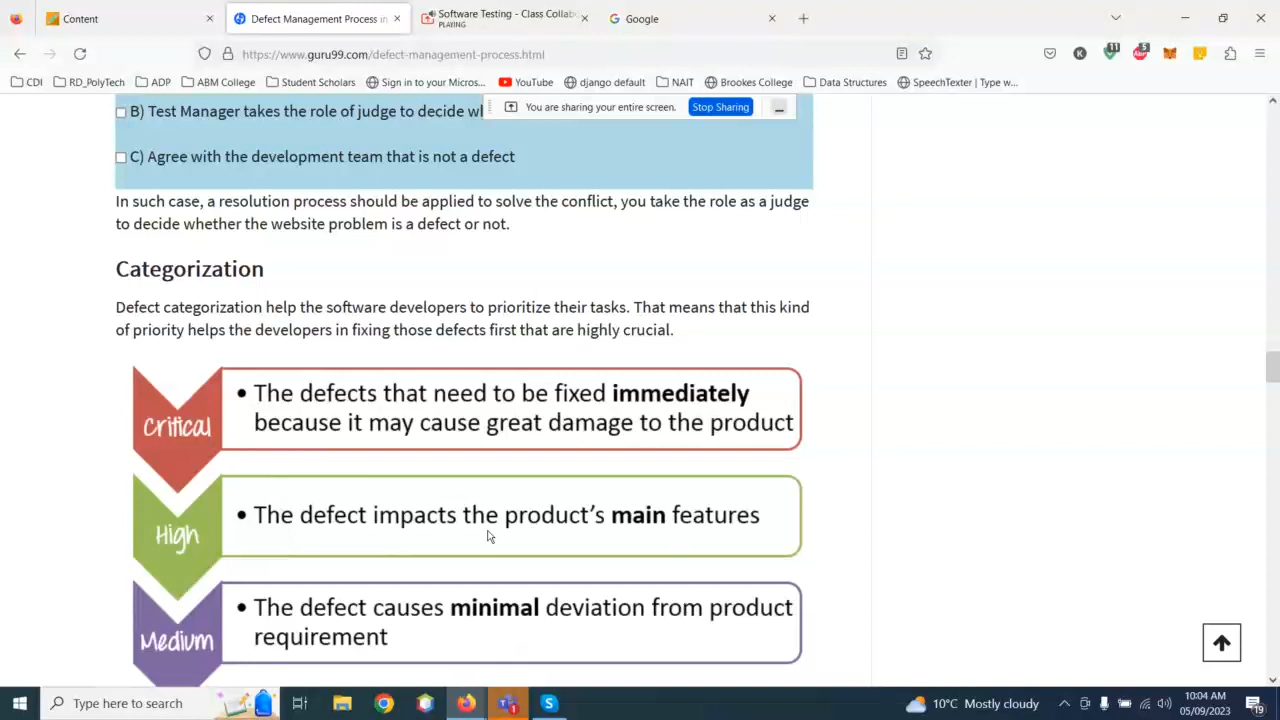 Content
Defect Management Process in
Software Testing - Class Collab
PLAYING
Google
https://www.guru99.com/defect-management-process.html
K
11
5
CDI
RD_PolyTech
ADP
ABM College
Student Scholars
Sign in to your Micros...
YouTube
django default
NAIT
Brookes College
Data Structures
SpeechTexter | Type w...
B) Test Manager takes the role of judge to decide wh
You are sharing your entire screen.
Stop Sharing
C) Agree with the development team that is not a defect
In such case, a resolution process should be applied to solve the conflict, you take the role as a judge
to decide whether the website problem is a defect or not.
Categorization
Defect categorization help the software developers to prioritize their tasks. That means that this kind
of priority helps the developers in fixing those defects first that are highly crucial.
Critical
• The defects that need to be fixed immediately
because it may cause great damage to the product
High
• The defect impacts the product's main features
Medium
• The defect causes minimal deviation from product
requirement
Type here to search
1
10°C Mostly cloudy
10:04 AM
05/09/2023
19